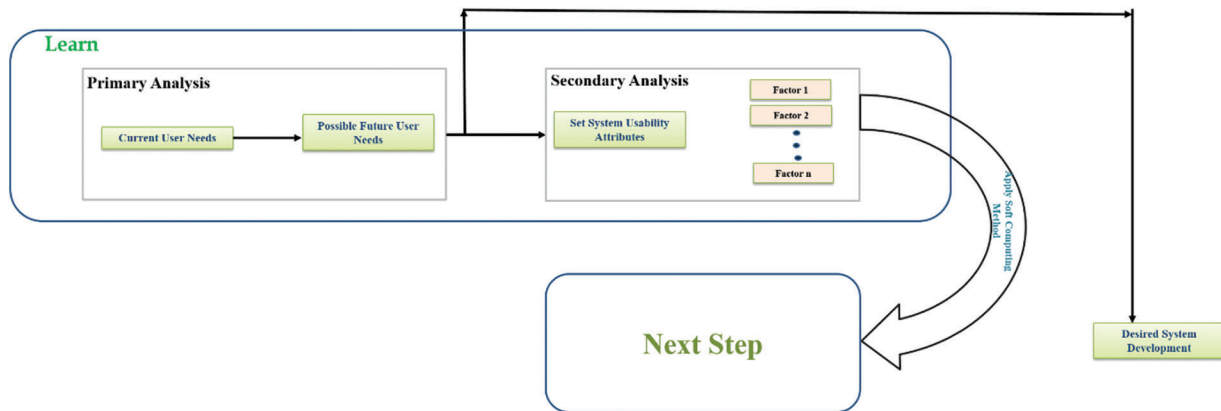 Learn
Primary Analysis
Current User Needs
Possible Future User
Needs
Secondary Analysis
Set System Usability
Attributes
Factor 1
Factor 2
Factor n
Apply Soft Computing
Method
Next Step
Desired System
Development